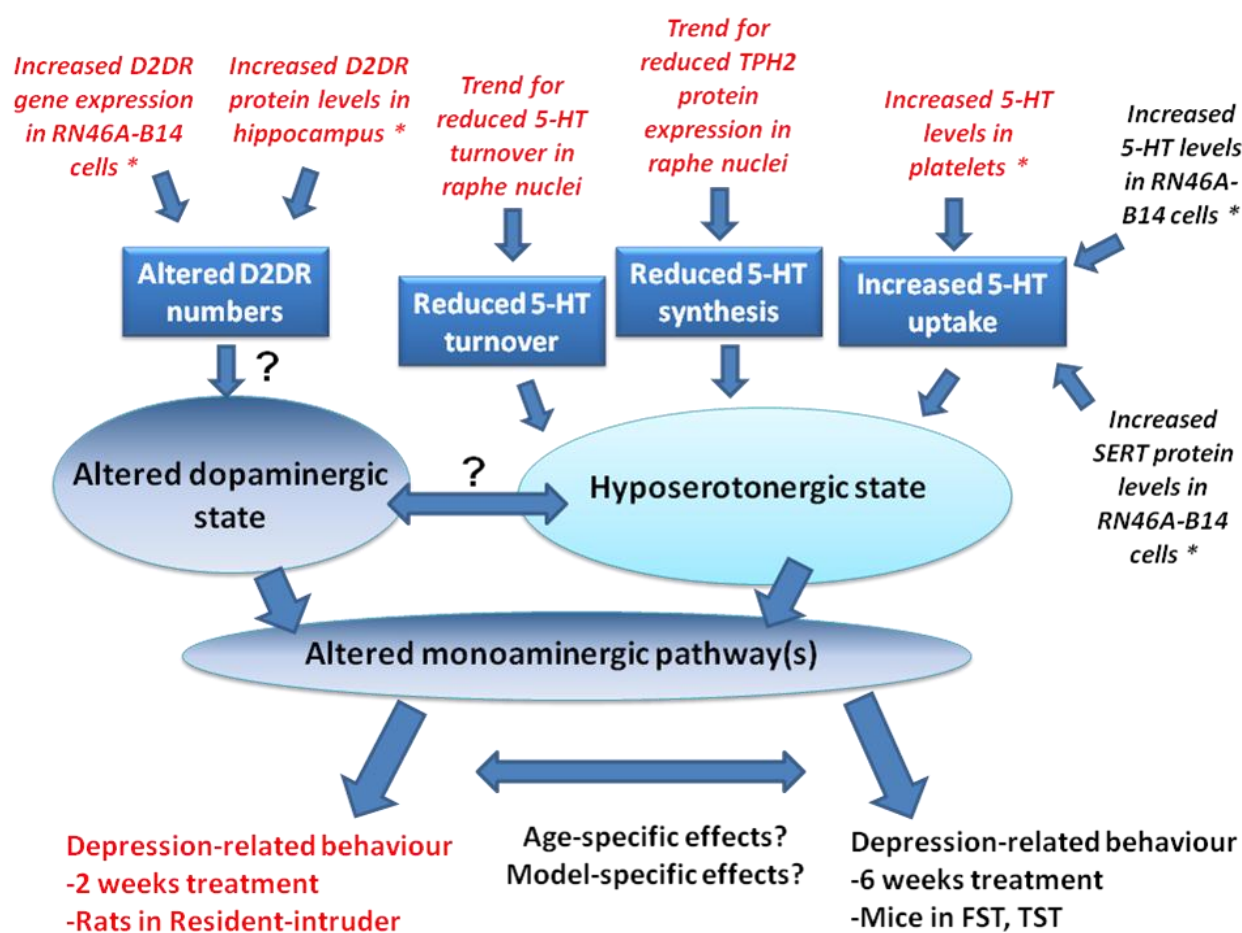 Increased D2DR
gene expression
in RN46A-B14
cells *
Increased D2DR
protein levels in
hippocampus *
Trend for
reduced 5-HT
turnover in
raphe nuclei
Trend for
reduced TPH2
protein
expression in
raphe nuclei
Increased 5-HT
levels in
platelets *
Increased
5-HT levels
in RN46A-
B14 cells *
Altered D2DR
numbers
Reduced 5-HT
turnover
Reduced 5-HT
synthesis
Increased 5-HT
uptake
?
Increased
SERT protein
levels in
RN46A-B14
cells *
Altered dopaminergic
state
?
Hyposerotonergic state
Altered monoaminergic pathway(s)
Depression-related behaviour
-2 weeks treatment
-Rats in Resident-intruder
Age-specific effects?
Model-specific effects?
Depression-related behaviour
-6 weeks treatment
-Mice in FST, TST